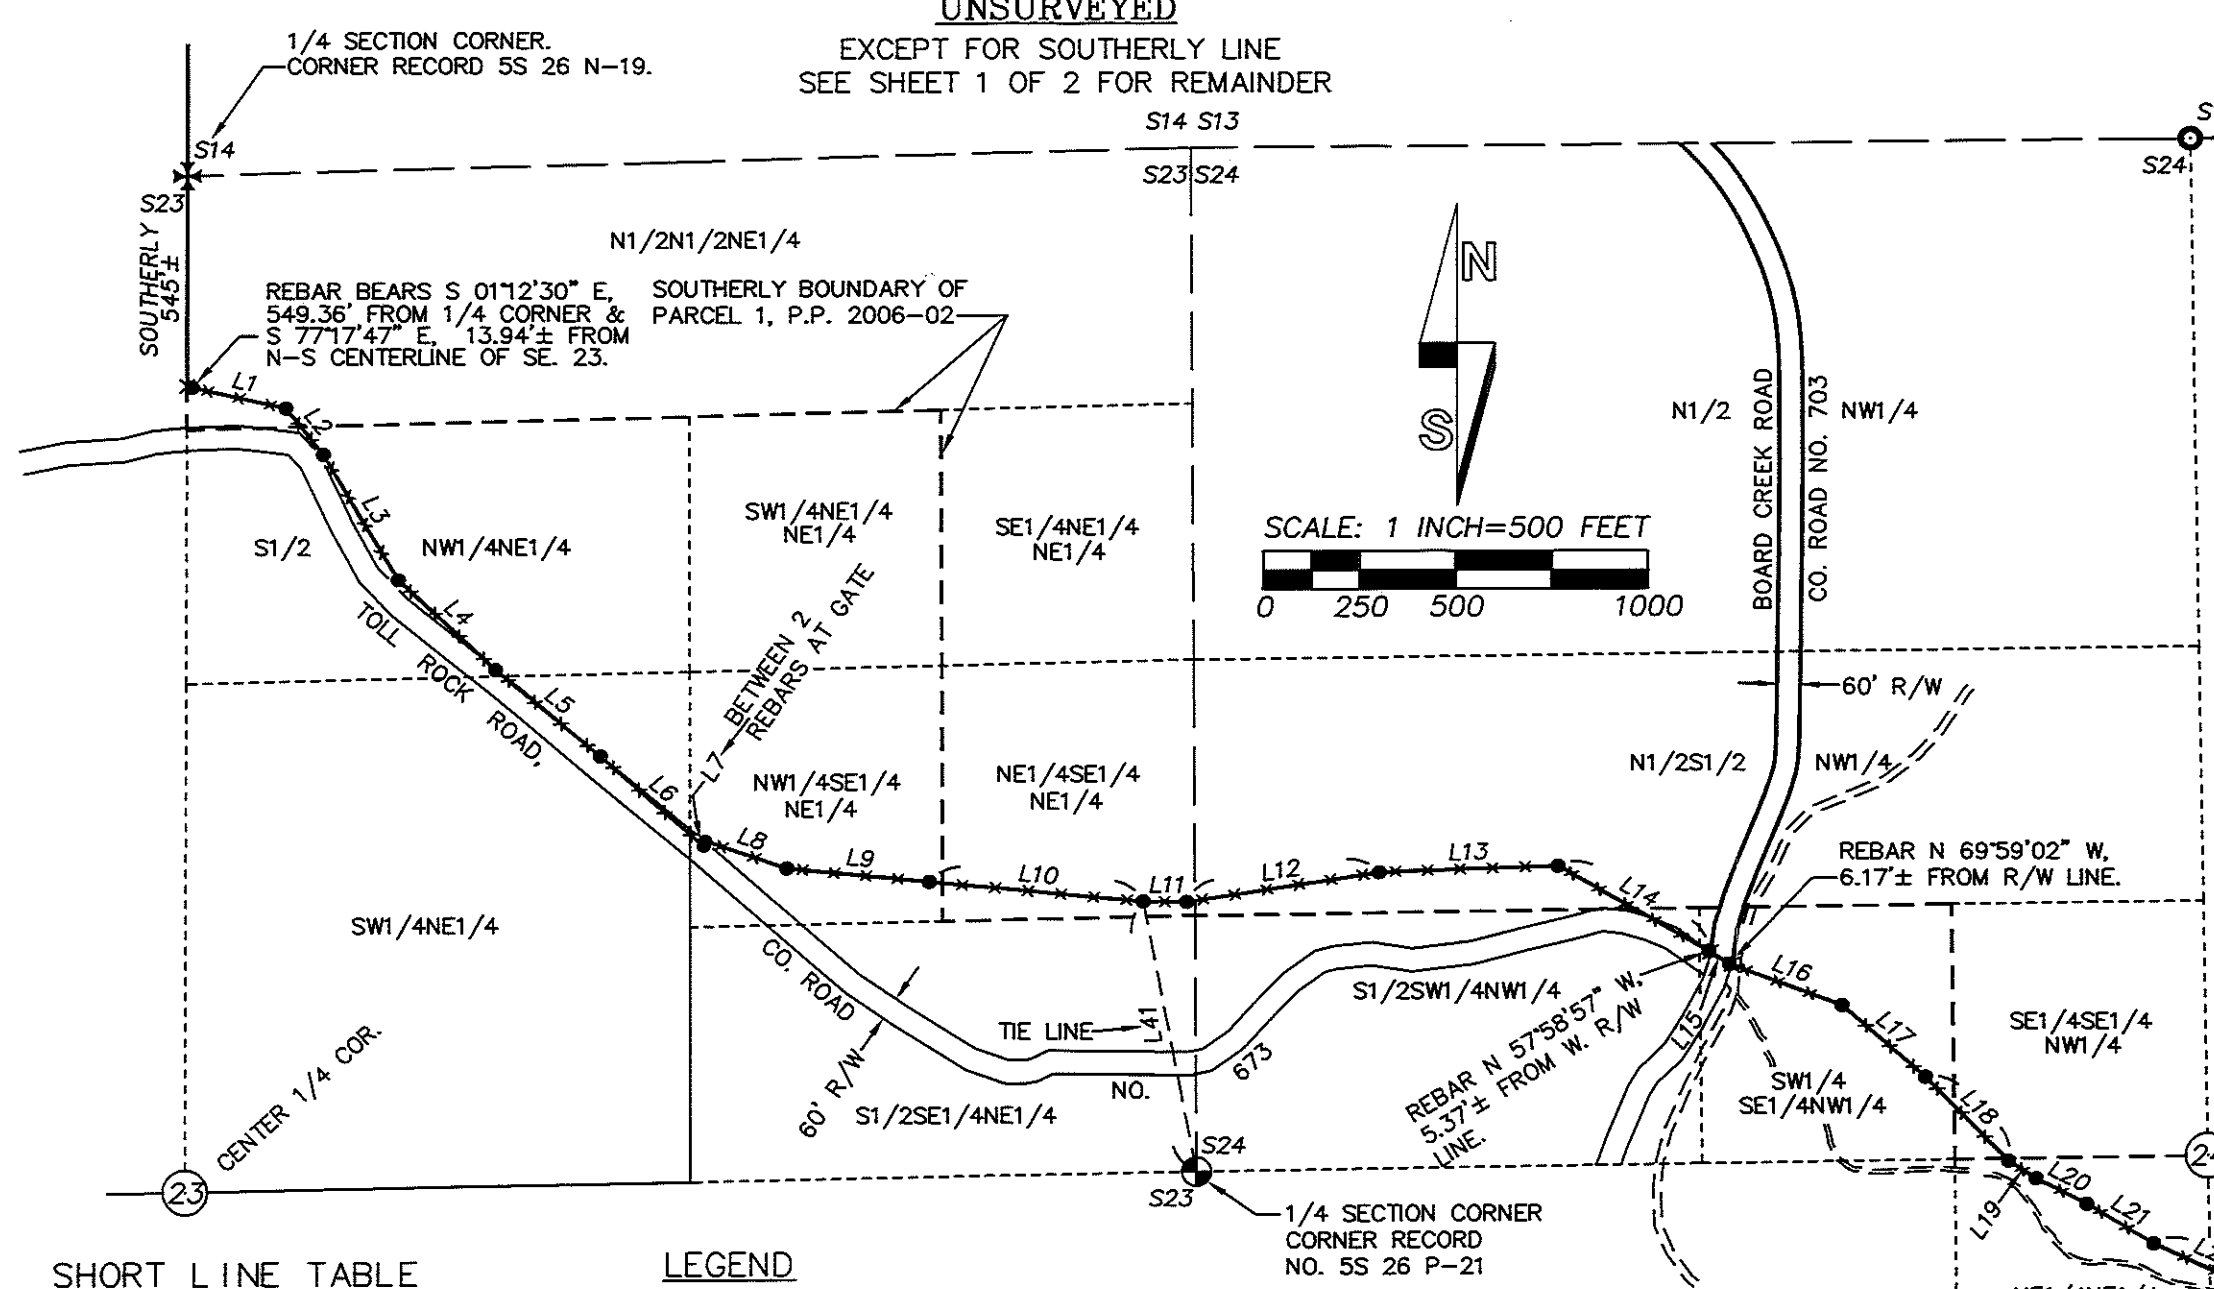 UNSURVEYED
EXCEPT FOR SOUTHERLY LINE
SEE SHEET 1 OF 2 FOR REMAINDER
1/4 SECTION CORNER.
CORNER RECORD 5S 26 N-19.
S14 S13
S14
S23 S24
S24
S23
SOUTHERLY
545'±
N1/2N1/2NE1/4
REBAR BEARS S 01°12'30" E,
549.36' FROM 1/4 CORNER &
S 77°17'47" E, 13.94'± FROM
N-S CENTERLINE OF SE. 23.
SOUTHERLY BOUNDARY OF
PARCEL 1, P.P. 2006-02
N
S
L1
L2
L3
L4
L5
L6
L7
BETWEEN 2
REBARS AT GATE
N1/2
BOARD CREEK ROAD
CO. ROAD NO. 703
NW1/4
S1/2
NW1/4NE1/4
SW1/4NE1/4
NE1/4
SE1/4NE1/4
NE1/4
SCALE: 1 INCH=500 FEET
0 250 500 1000
TOLL ROCK ROAD,
60' R/W
N1/2S1/2
NW1/4
NW1/4SE1/4
NE1/4
NE1/4SE1/4
NE1/4
L8
L9
L10
L11
L12
L13
L14
REBAR N 69°59'02" W,
6.17'± FROM R/W LINE.
SW1/4NE1/4
CO. ROAD
NO.
673
60' R/W
TIE LINE
L41
S1/2SW1/4NW1/4
L15
L16
L17
L18
REBAR N 57°58'57" W,
5.37'± FROM W. R/W
LINE.
SE1/4SE1/4
NW1/4
SW1/4
SE1/4NW1/4
S1/2SE1/4NE1/4
CENTER 1/4 COR.
23
S24
S23
1/4 SECTION CORNER
CORNER RECORD
NO. 5S 26 P-21
L19
L20
L21
SHORT LINE TABLE
LEGEND